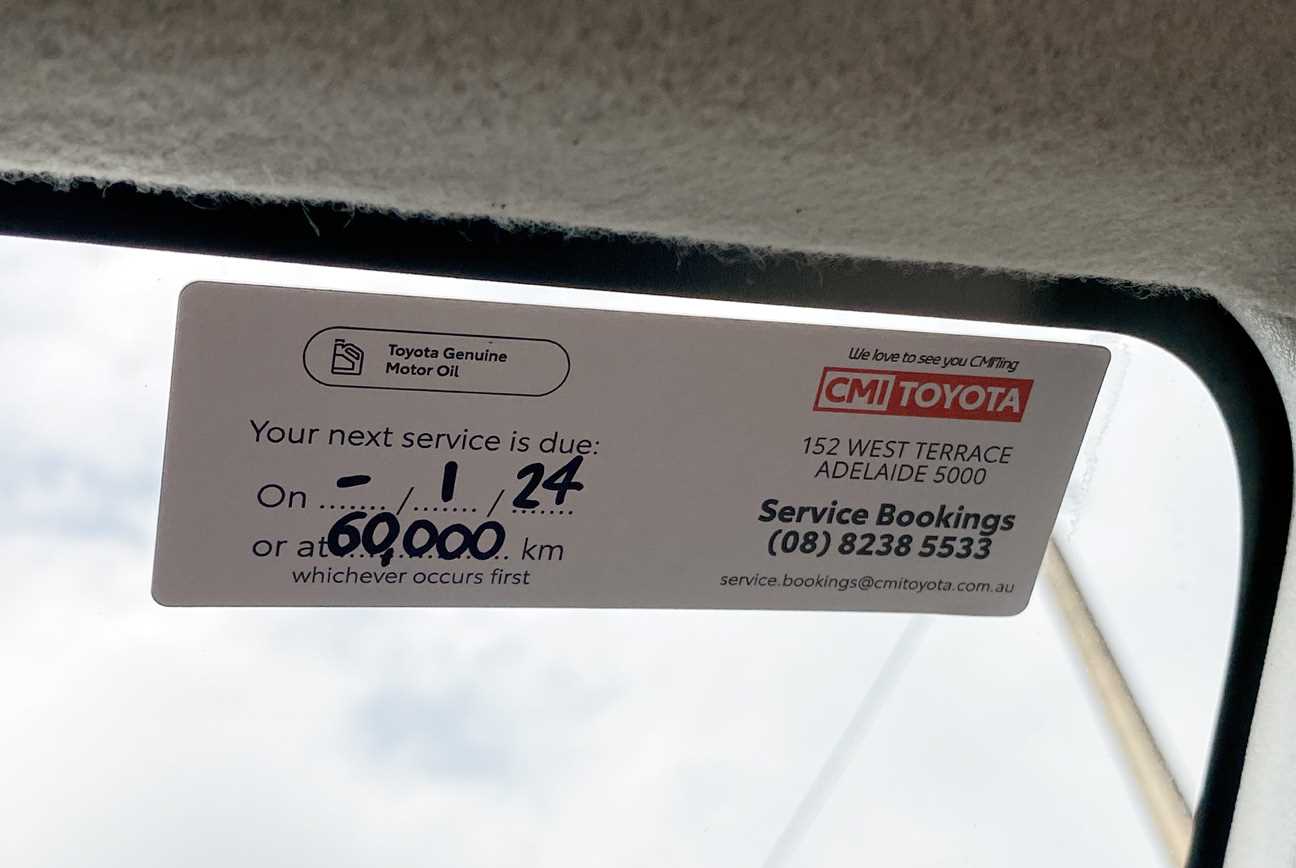 Toyota Genuine
Motor Oil
Your next service is due:
On ....... - / ....... 1 / ....... 24
or at 60,000 .. km
whichever occurs first
We love to see you CMI'ling
CMI TOYOTA
152 WEST TERRACE
ADELAIDE 5000
Service Bookings
(08) 8238 5533
service.bookings@cmitoyota.com.au